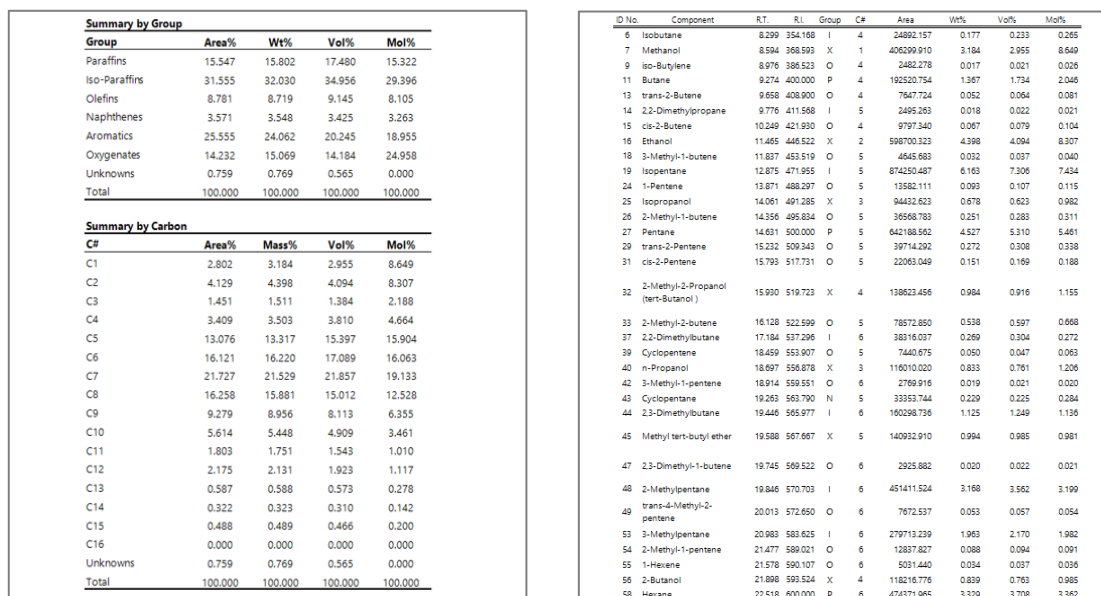 Summary by Group
Group Area% Wt% Vol% Mol%
Paraffins 15.547 15.802 17.480 15.322
Iso-Paraffins 31.555 32.030 34.956 29.396
Olefins 8.781 8.719 9.145 8.105
Naphthenes 3.571 3.548 3.425 3.263
Aromatics 25.555 24.062 20.245 18.955
Oxygenates 14.232 15.069 14.184 24.958
Unknowns 0.759 0.769 0.565 0.000
Total 100.000 100.000 100.000 100.000
Summary by Carbon
C# Area% Mass% Vol% Mol%
C1 2.802 3.184 2.955 8.649
C2 4.129 4.398 4.094 8.307
C3 1.451 1.511 1.384 2.188
C4 3.409 3.503 3.810 4.664
C5 13.076 13.317 15.397 15.904
C6 16.121 16.220 17.089 16.063
C7 21.727 21.529 21.857 19.133
C8 16.258 15.881 15.012 12.528
C9 9.279 8.956 8.113 6.355
C10 5.614 5.448 4.909 3.461
C11 1.803 1.751 1.543 1.010
C12 2.175 2.131 1.923 1.117
C13 0.587 0.588 0.573 0.278
C14 0.322 0.323 0.310 0.142
C15 0.488 0.489 0.466 0.200
C16 0.000 0.000 0.000 0.000
Unknowns 0.759 0.769 0.565 0.000
Total 100.000 100.000 100.000 100.000
ID No. Component R.T. R.I. Group C# Area Wt% Vol% Mol%
6 Isobutane 8.299 354.168 I 4 24892.157 0.177 0.233 0.265
7 Methanol 8.594 368.593 X 1 406299.910 3.184 2.955 8.649
9 iso-Butylene 8.976 386.523 O 4 2482.278 0.017 0.021 0.026
11 Butane 9.274 400.000 P 4 192520.754 1.367 1.734 2.046
13 trans-2-Butene 9.658 408.900 O 4 7647.724 0.052 0.064 0.081
14 2,2-Dimethylpropane 9.776 411.568 I 5 2495.263 0.018 0.022 0.021
15 cis-2-Butene 10.249 421.930 O 4 9797.340 0.067 0.079 0.104
16 Ethanol 11.465 446.522 X 2 598700.323 4.398 4.094 8.307
18 3-Methyl-1-butene 11.837 453.519 O 5 4645.683 0.032 0.037 0.040
19 Isopentane 12.875 471.955 I 5 874250.487 6.163 7.306 7.434
24 1-Pentene 13.871 488.297 O 5 13582.111 0.093 0.107 0.115
25 Isopropanol 14.061 491.285 X 3 94432.623 0.678 0.623 0.982
26 2-Methyl-1-butene 14.356 495.834 O 5 36568.783 0.251 0.283 0.311
27 Pentane 14.631 500.000 P 5 642188.562 4.527 5.310 5.461
29 trans-2-Pentene 15.232 509.343 O 5 39714.292 0.272 0.308 0.338
31 cis-2-Pentene 15.793 517.731 O 5 22063.049 0.151 0.169 0.188
32 2-Methyl-2-Propanol (tert-Butanol ) 15.930 519.723 X 4 138623.456 0.984 0.916 1.155
33 2-Methyl-2-butene 16.128 522.599 O 5 78572.850 0.538 0.597 0.668
37 2,2-Dimethylbutane 17.184 537.296 I 6 38316.037 0.269 0.304 0.272
39 Cyclopentene 18.459 553.907 O 5 7440.675 0.050 0.047 0.063
40 n-Propanol 18.697 556.878 X 3 116010.020 0.833 0.761 1.206
42 3-Methyl-1-pentene 18.914 559.551 O 6 2769.916 0.019 0.021 0.020
43 Cyclopentane 19.263 563.790 N 5 33353.744 0.229 0.225 0.284
44 2,3-Dimethylbutane 19.446 565.977 I 6 160298.736 1.125 1.249 1.136
45 Methyl tert-butyl ether 19.588 567.667 X 5 140932.910 0.994 0.985 0.981
47 2,3-Dimethyl-1-butene 19.745 569.522 O 6 2925.882 0.020 0.022 0.021
48 2-Methylpentane 19.846 570.703 I 6 451411.524 3.168 3.562 3.199
49 trans-4-Methyl-2-pentene 20.013 572.650 O 6 7672.537 0.053 0.057 0.054
53 3-Methylpentane 20.983 583.625 I 6 279713.239 1.963 2.170 1.982
54 2-Methyl-1-pentene 21.477 589.021 O 6 12837.827 0.088 0.094 0.091
55 1-Hexene 21.578 590.107 O 6 5031.440 0.034 0.037 0.036
56 2-Butanol 21.898 593.524 X 4 118216.776 0.839 0.763 0.985
58 Hexane 22.518 600.000 P 6 474371.965 3.329 3.708 3.362